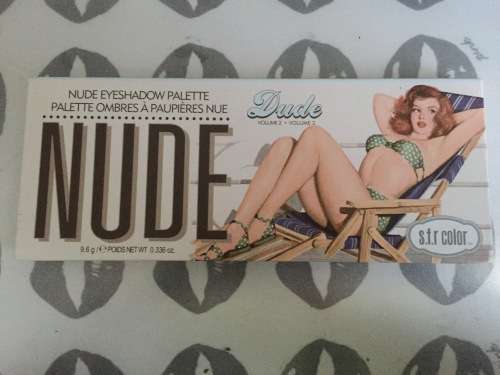 NUDE EYESHADOW PALETTE
PALETTE OMBRES À PAUPIÈRES NUE
Dude
VOLUME 2 • VOLUME 2
NUDE
9.6 g / ℮ POIDS NET WT. 0.336 oz.
s.t.r color